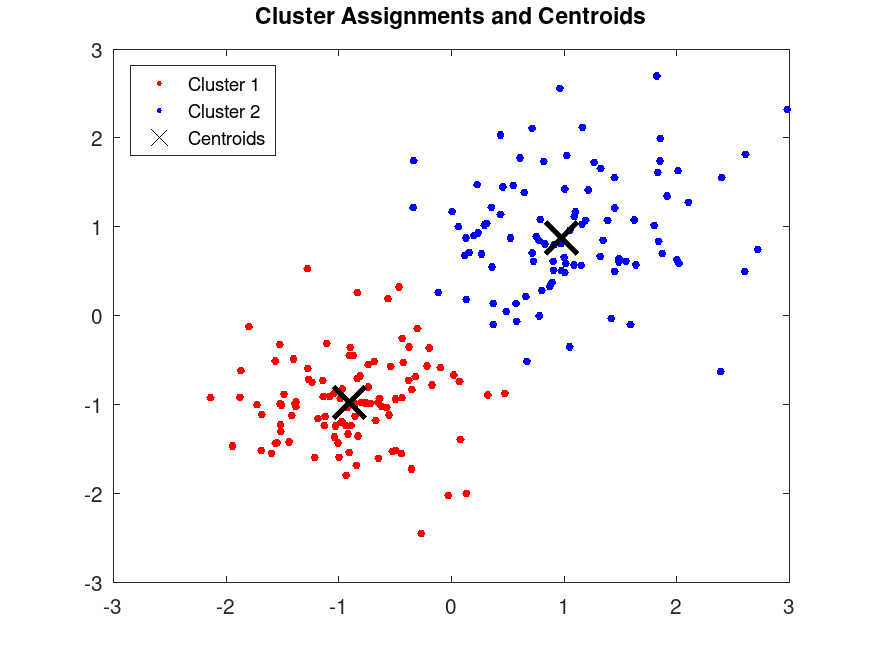 Cluster Assignments and Centroids
3
2
1
0
-1
-2
-3
Cluster 1
Cluster 2
Centroids
-3 -2 -1 0 1 2 3